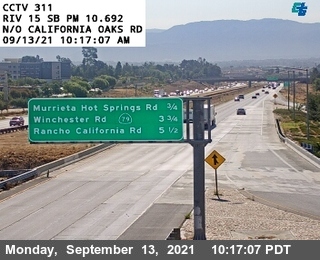 CCTV 311
RIV 15 SB PM 10.692
N/O CALIFORNIA OAKS RD
09/13/21 10:17:07 AM
Murrieta Hot Springs Rd ¾
Winchester Rd 79 3 ¾
Rancho California Rd 5 ½
Monday, September 13, 2021 10:17:07 PDT